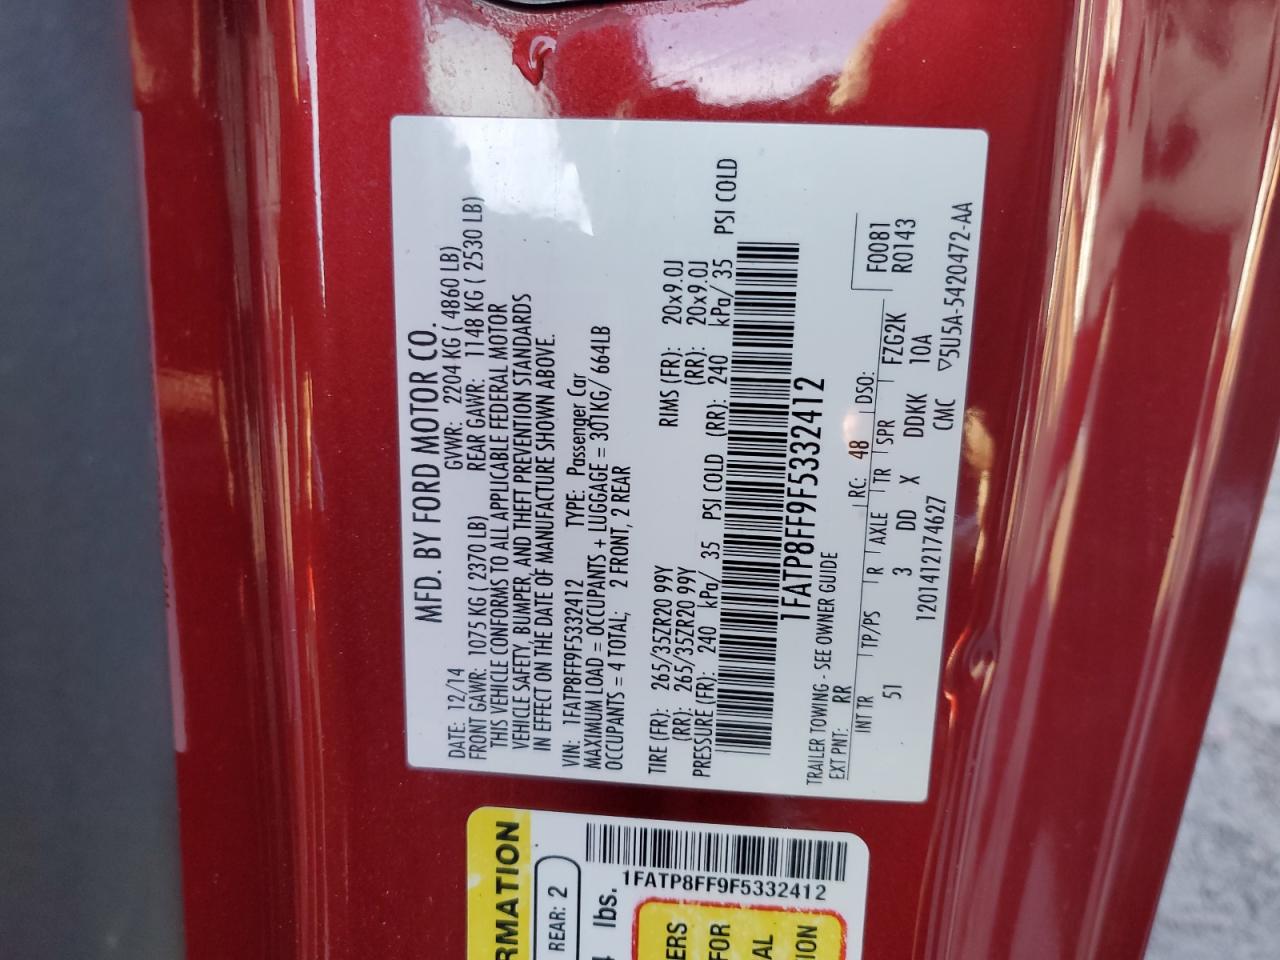 MFD. BY FORD MOTOR CO.
DATE: 12/14 GVWR: 2204 KG ( 4860 LB)
FRONT GAWR: 1075 KG ( 2370 LB) REAR GAWR: 1148 KG ( 2530 LB)
THIS VEHICLE CONFORMS TO ALL APPLICABLE FEDERAL MOTOR
VEHICLE SAFETY, BUMPER, AND THEFT PREVENTION STANDARDS
IN EFFECT ON THE DATE OF MANUFACTURE SHOWN ABOVE.
VIN: 1FATP8FF9F5332412 TYPE: Passenger Car
MAXIMUM LOAD = OCCUPANTS + LUGGAGE = 301KG/ 664LB
OCCUPANTS = 4 TOTAL; 2 FRONT, 2 REAR
TIRE (FR): 265/35ZR20 99Y RIMS (FR): 20x9.0J
(RR): 265/35ZR20 99Y (RR): 20x9.0J
PRESSURE (FR): 240 kPa/ 35 PSI COLD (RR): 240 kPa/ 35 PSI COLD
1FATP8FF9F5332412
TRAILER TOWING - SEE OWNER GUIDE
EXT PNT: RR RC: 48 DSO: F0081
INT TR TP/PS R AXLE TR SPR R0143
51 3 DD X DDKK FZG2K
10A
1201412174627 CMC ▽5U5A-5420472-AA
RMATION
REAR: 2
lbs.
1FATP8FF9F5332412
ERS
FOR
AL
ION